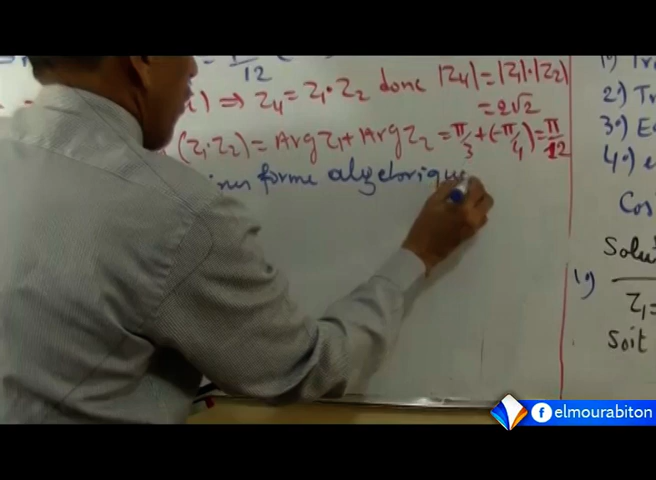 π/12
) ⇒ Z₄ = Z₁ · Z₂ donc |Z₄| = |Z₁|·|Z₂|
= 2√2
(Z₁·Z₂) = Arg Z₁ + Arg Z₂ = π/3 + (-π/4) = π/12
forme algebrique
1)
2) Tr
3) E
4) e
Cos
Solu
1)
Z₁ =
Soit
elmourabiton